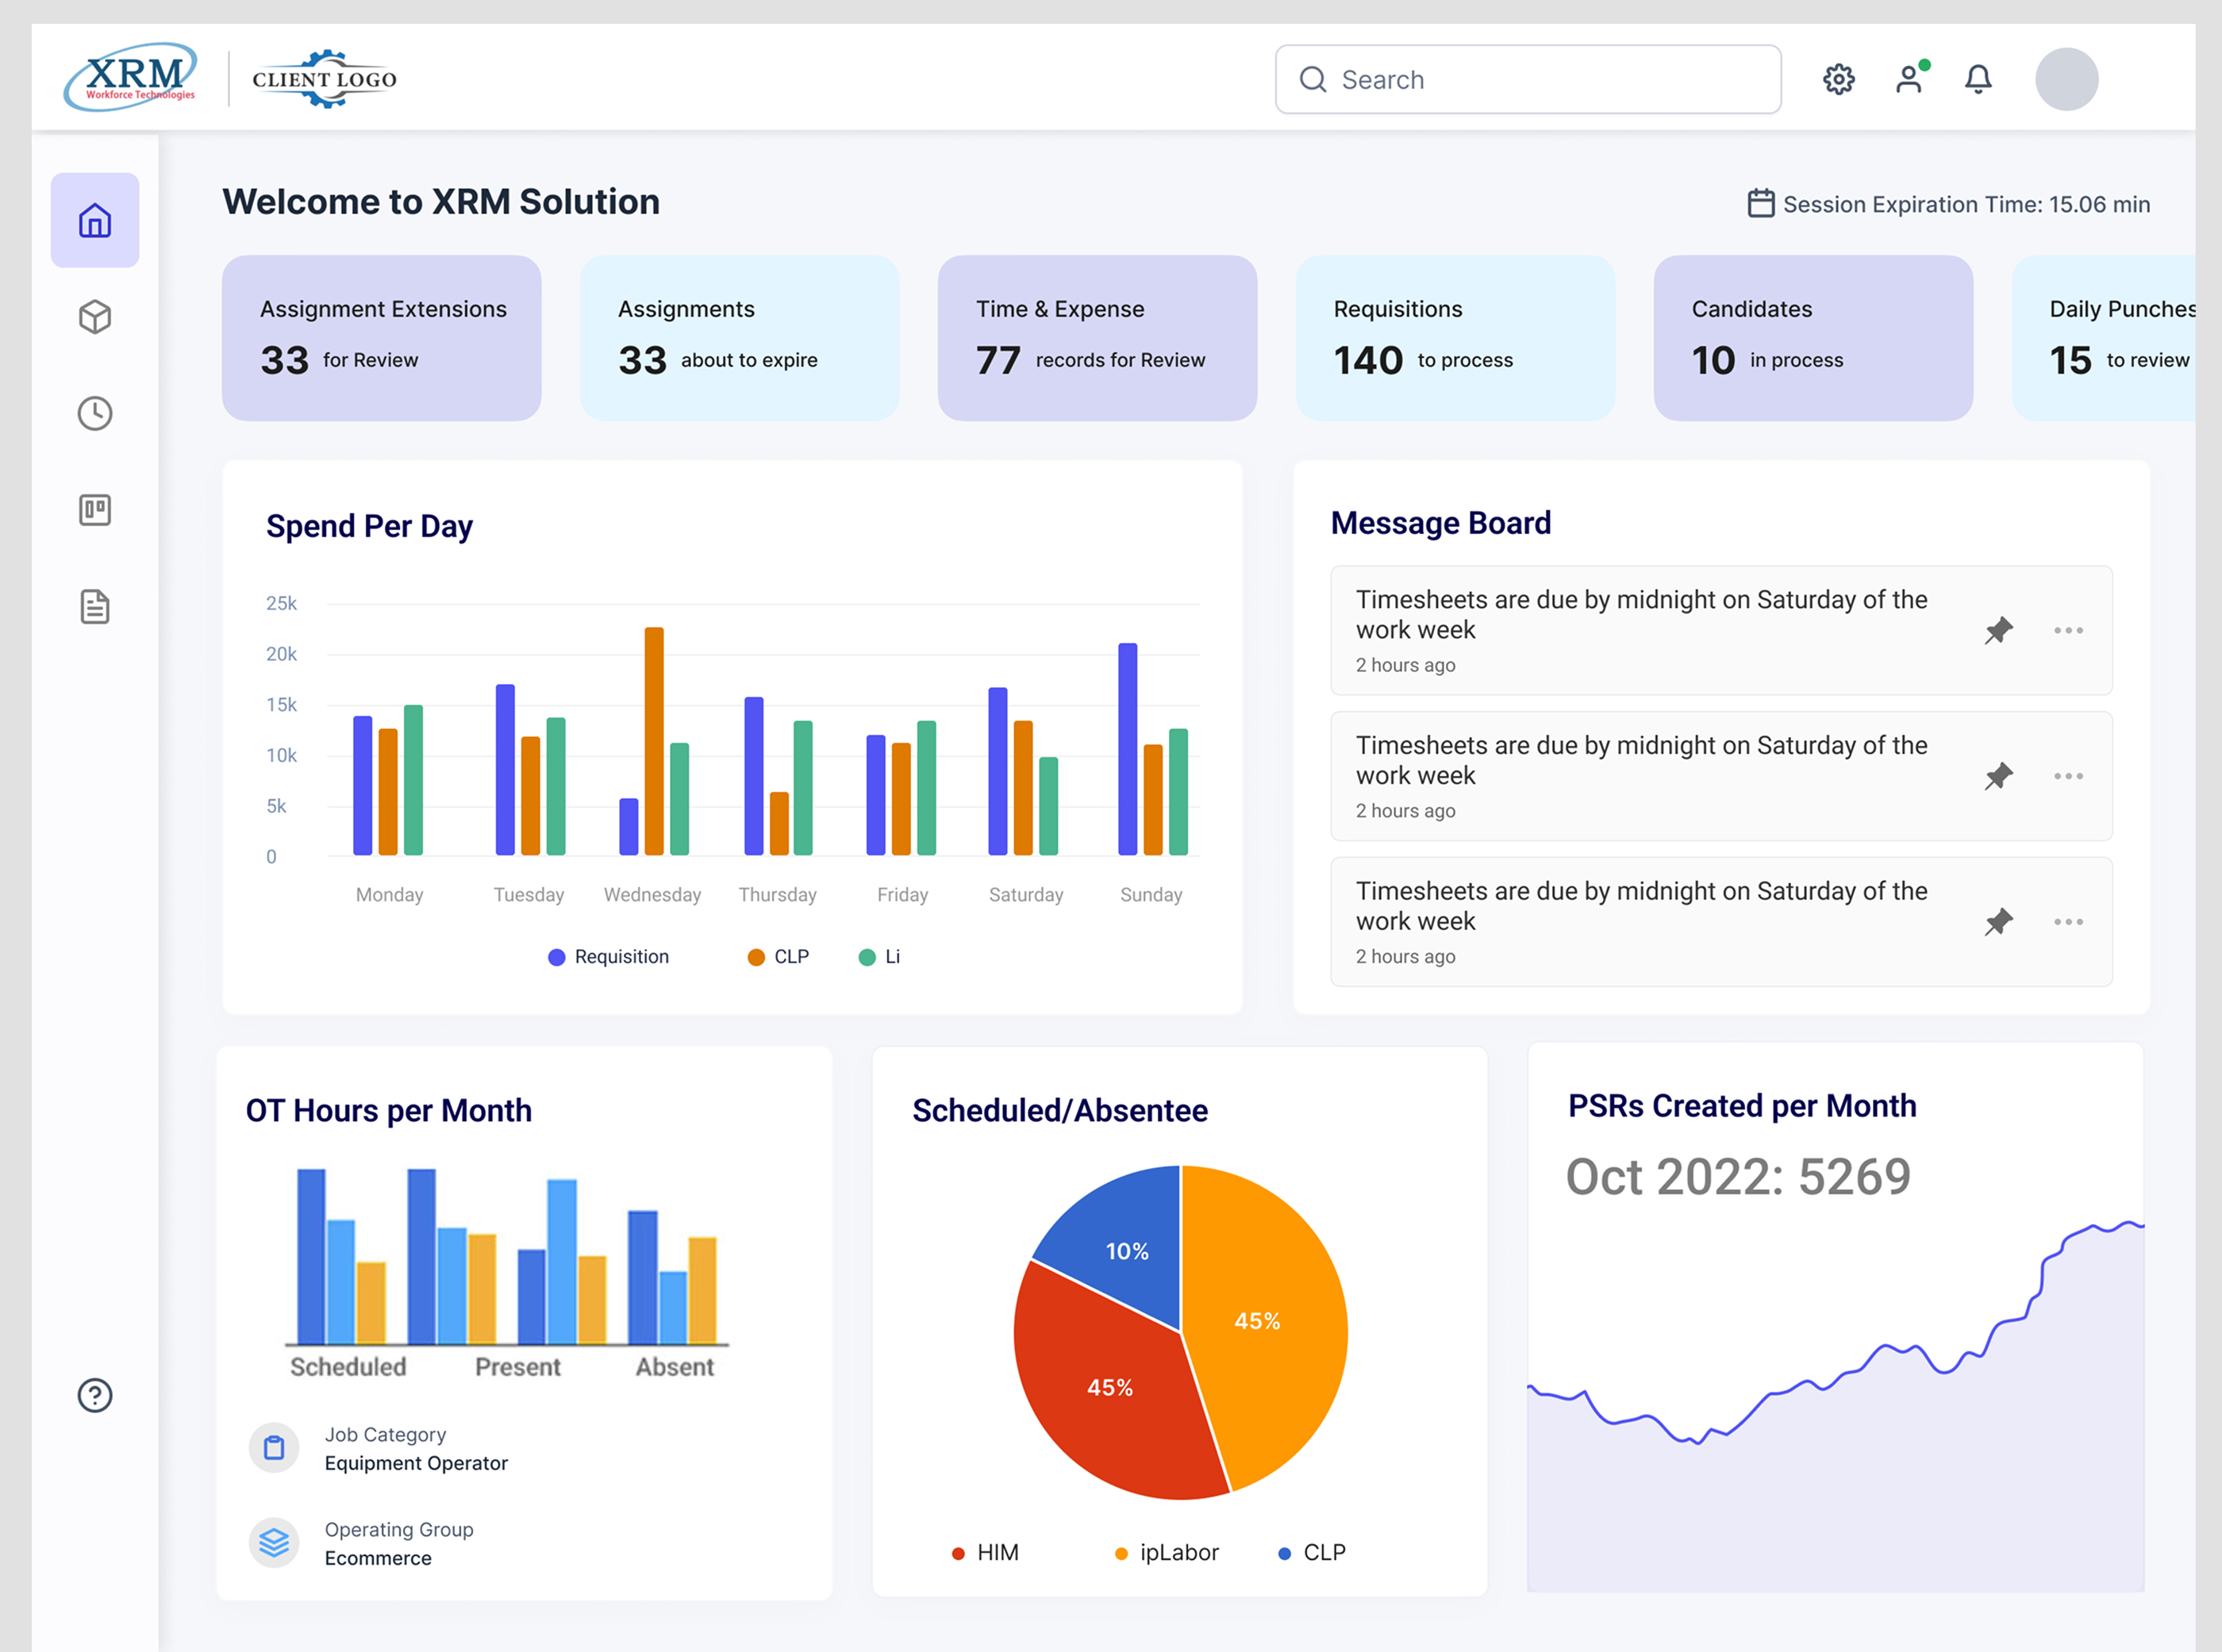 XRM
Workforce Technologies
CLIENT LOGO
Search
Welcome to XRM Solution
Session Expiration Time: 15.06 min
Assignment Extensions
33 for Review
Assignments
33 about to expire
Time & Expense
77 records for Review
Requisitions
140 to process
Candidates
10 in process
Daily Punches
15 to review
Spend Per Day
25k
20k
15k
10k
5k
0
Monday Tuesday Wednesday Thursday Friday Saturday Sunday
Requisition CLP Li
Message Board
Timesheets are due by midnight on Saturday of the
work week
2 hours ago
Timesheets are due by midnight on Saturday of the
work week
2 hours ago
Timesheets are due by midnight on Saturday of the
work week
2 hours ago
OT Hours per Month
Scheduled Present Absent
Job Category
Equipment Operator
Operating Group
Ecommerce
Scheduled/Absentee
10%
45%
45%
HIM ipLabor CLP
PSRs Created per Month
Oct 2022: 5269